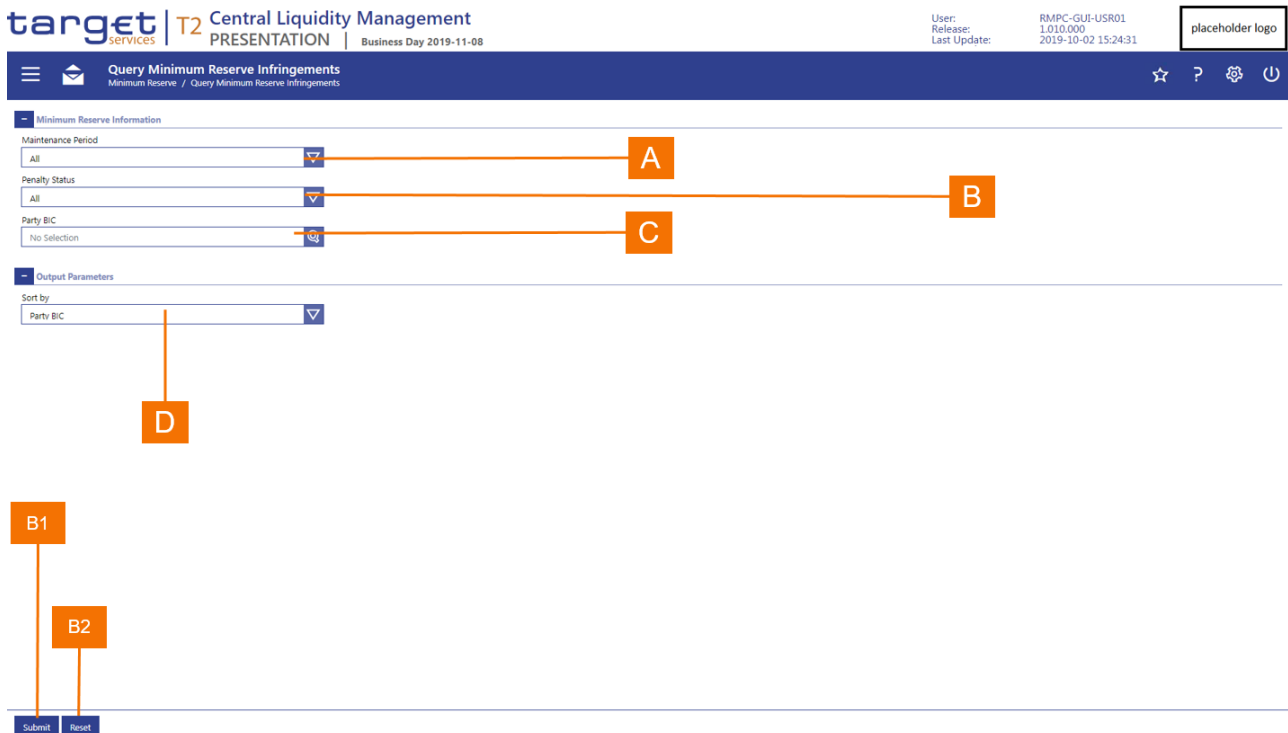 target services T2 Central Liquidity Management
PRESENTATION | Business Day 2019-11-08
User: RMPC-GUI-USR01
Release: 1.010.000
Last Update: 2019-10-02 15:24:31
placeholder logo
Query Minimum Reserve Infringements
Minimum Reserve / Query Minimum Reserve Infringements
?
Minimum Reserve Information
Maintenance Period
All
A
Penalty Status
All
B
Party BIC
No Selection
C
Output Parameters
Sort by
Party BIC
D
B1
B2
Submit Reset